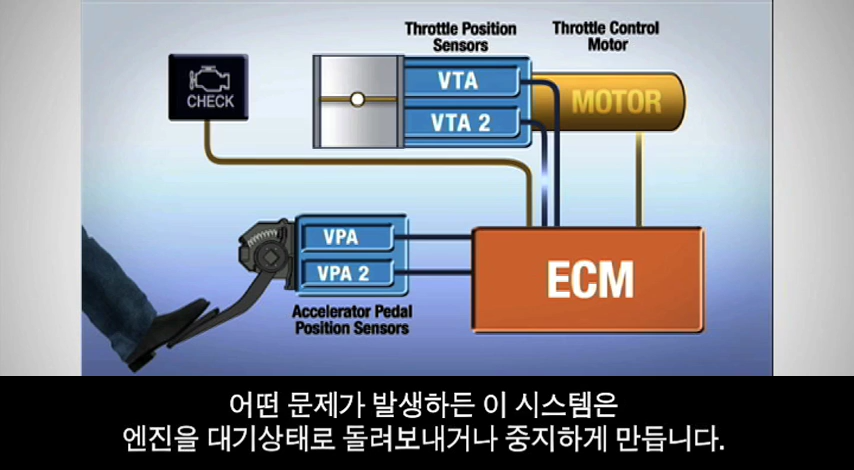 Throttle Position
Sensors
Throttle Control
Motor
CHECK
VTA
VTA 2
MOTOR
VPA
VPA 2
ECM
Accelerator Pedal
Position Sensors
어떤 문제가 발생하든 이 시스템은
엔진을 대기상태로 돌려보내거나 중지하게 만듭니다.